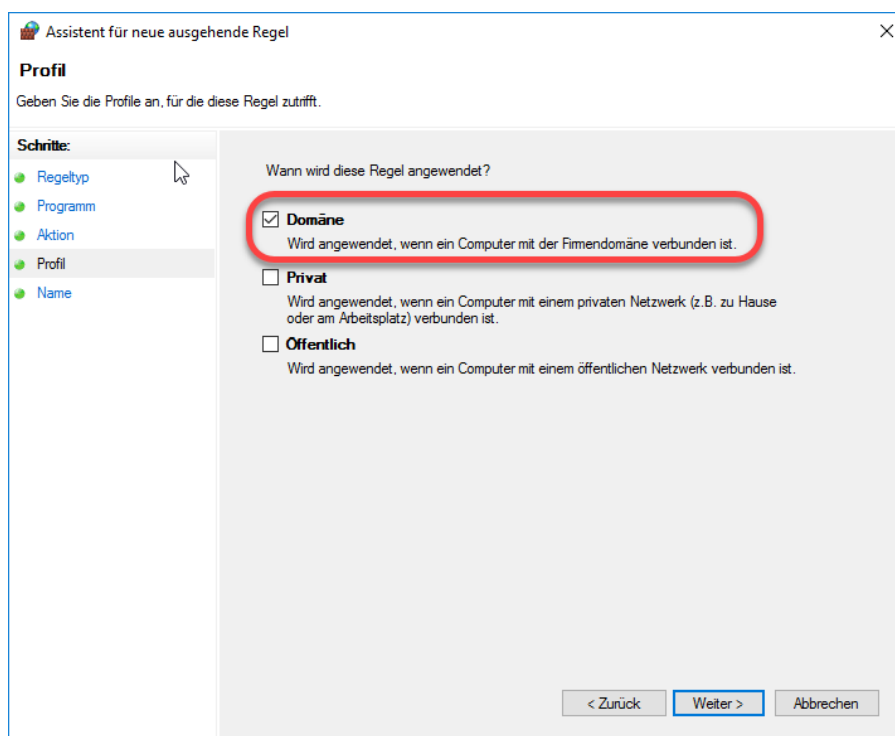 Assistent für neue ausgehende Regel
Profil
Geben Sie die Profile an, für die diese Regel zutrifft.
Schritte:
Regeltyp
Programm
Aktion
Profil
Name
Wann wird diese Regel angewendet?
Domäne
Wird angewendet, wenn ein Computer mit der Firmendomäne verbunden ist.
Privat
Wird angewendet, wenn ein Computer mit einem privaten Netzwerk (z.B. zu Hause
oder am Arbeitsplatz) verbunden ist.
Öffentlich
Wird angewendet, wenn ein Computer mit einem öffentlichen Netzwerk verbunden ist.
< Zurück
Weiter >
Abbrechen